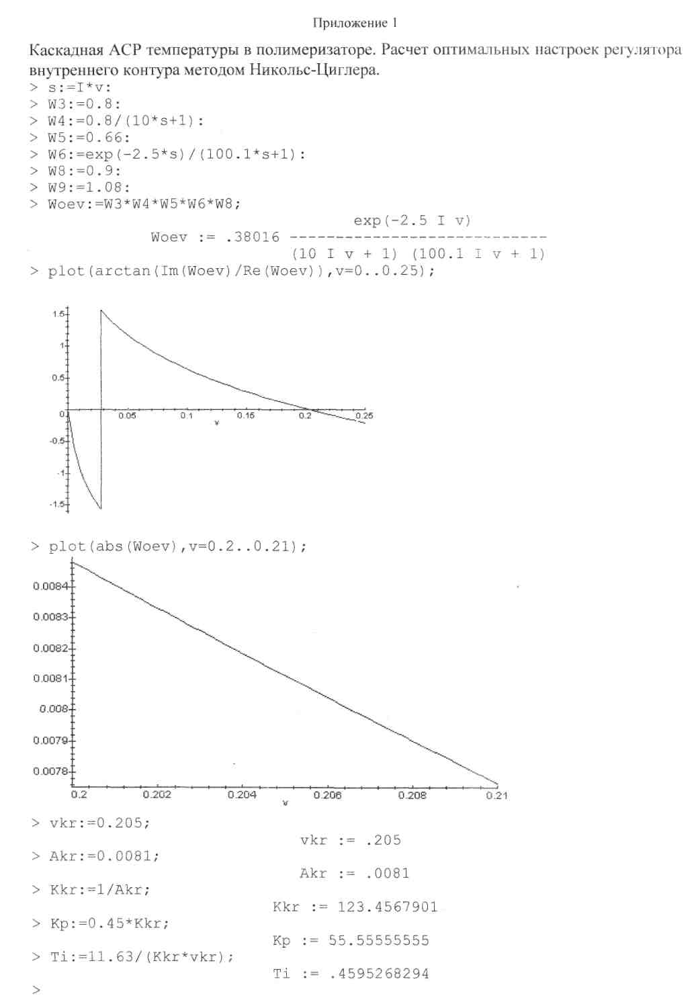 Приложение 1
Каскадная АСР температуры в полимеризаторе. Расчет оптимальных настроек регулятора
внутреннего контура методом Никольс-Циглера.
> s:=I*v:
> W3:=0.8:
> W4:=0.8/(10*s+1):
> W5:=0.66:
> W6:=exp(-2.5*s)/(100.1*s+1):
> W8:=0.9:
> W9:=1.08:
> Woev:=W3*W4*W5*W6*W8;
exp(-2.5 I v)
Woev := .38016 ----------------------------
(10 I v + 1) (100.1 I v + 1)
> plot(arctan(Im(Woev)/Re(Woev)),v=0..0.25);
1.5
1
0.5
0 0.05 0.1 0.15 0.2 0.25
v
-0.5
-1
-1.5
> plot(abs(Woev),v=0.2..0.21);
0.0084
0.0083
0.0082
0.0081
0.008
0.0079
0.0078
0.2 0.202 0.204 0.206 0.208 0.21
v
> vkr:=0.205;
vkr := .205
> Akr:=0.0081;
Akr := .0081
> Kkr:=1/Akr;
Kkr := 123.4567901
> Kp:=0.45*Kkr;
Kp := 55.55555555
> Ti:=11.63/(Kkr*vkr);
Ti := .4595268294
>